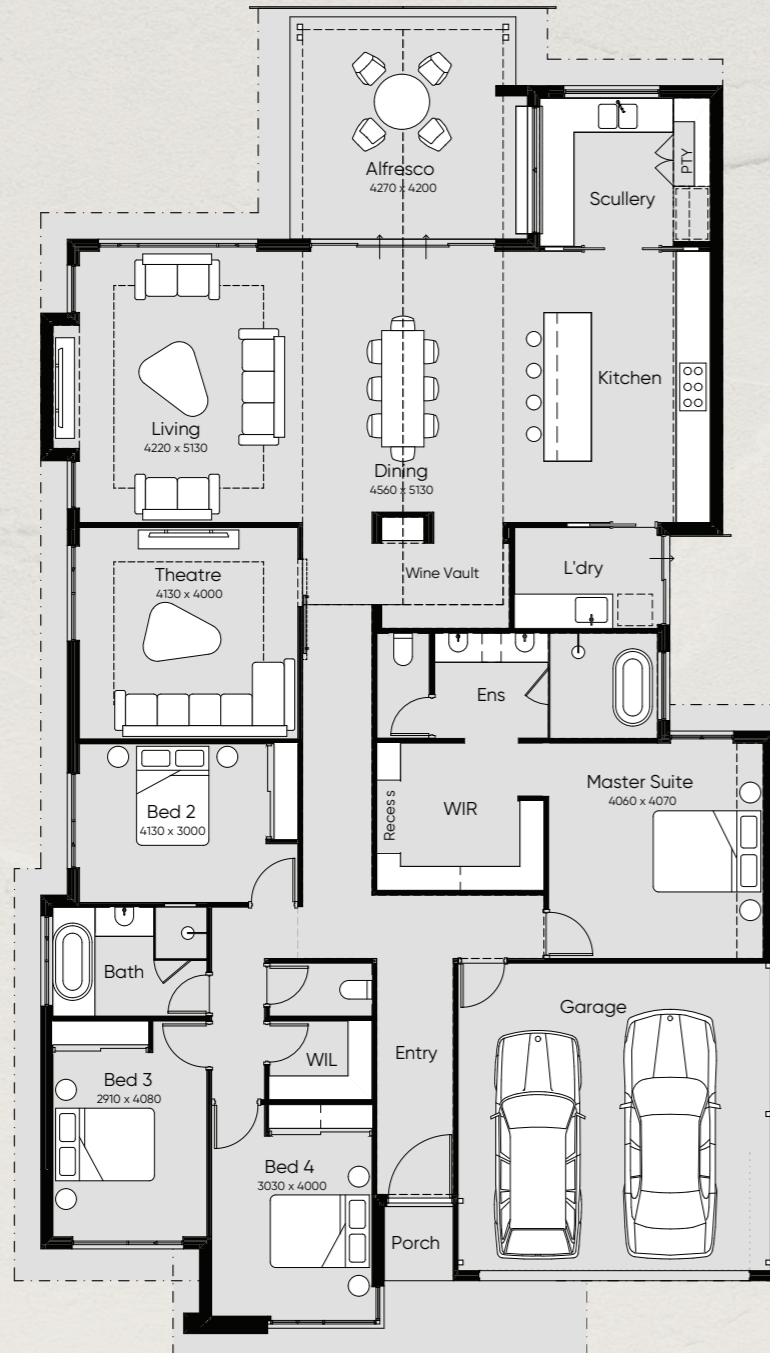 Alfresco
4270 x 4200
PTY
Scullery
Kitchen
Living
4220 x 5130
Dining
4560 x 5130
Theatre
4130 x 4000
Wine Vault
L'dry
Ens
Master Suite
4060 x 4070
Bed 2
4130 x 3000
Recess
WIR
Bath
Garage
Entry
WIL
Bed 3
2910 x 4080
Bed 4
3030 x 4000
Porch